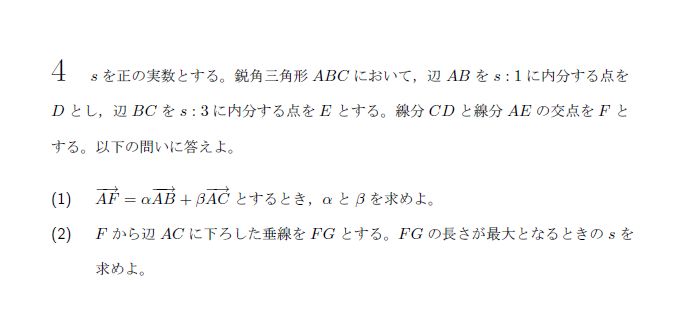 4 s を正の実数とする。鋭角三角形 ABC において，辺 AB を s : 1 に内分する点を
D とし，辺 BC を s : 3 に内分する点を E とする。線分 CD と線分 AE の交点を F と
する。以下の問いに答えよ。
(1) $\overrightarrow{AF} = \alpha\overrightarrow{AB} + \beta\overrightarrow{AC}$ とするとき，α と β を求めよ。
(2) F から辺 AC に下ろした垂線を FG とする。FG の長さが最大となるときの s を
求めよ。